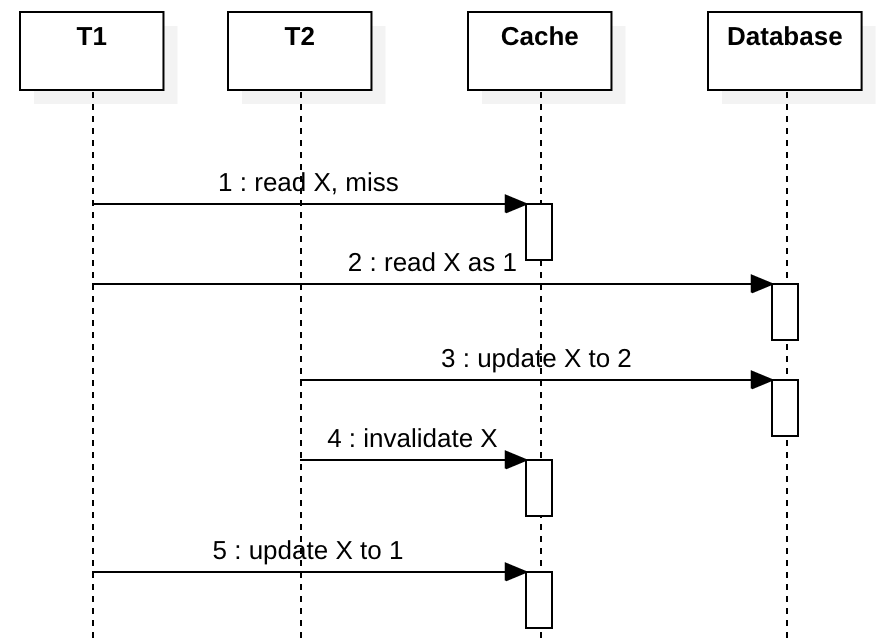 T1
T2
Cache
Database
1 : read X, miss
2 : read X as 1
3 : update X to 2
4 : invalidate X
5 : update X to 1